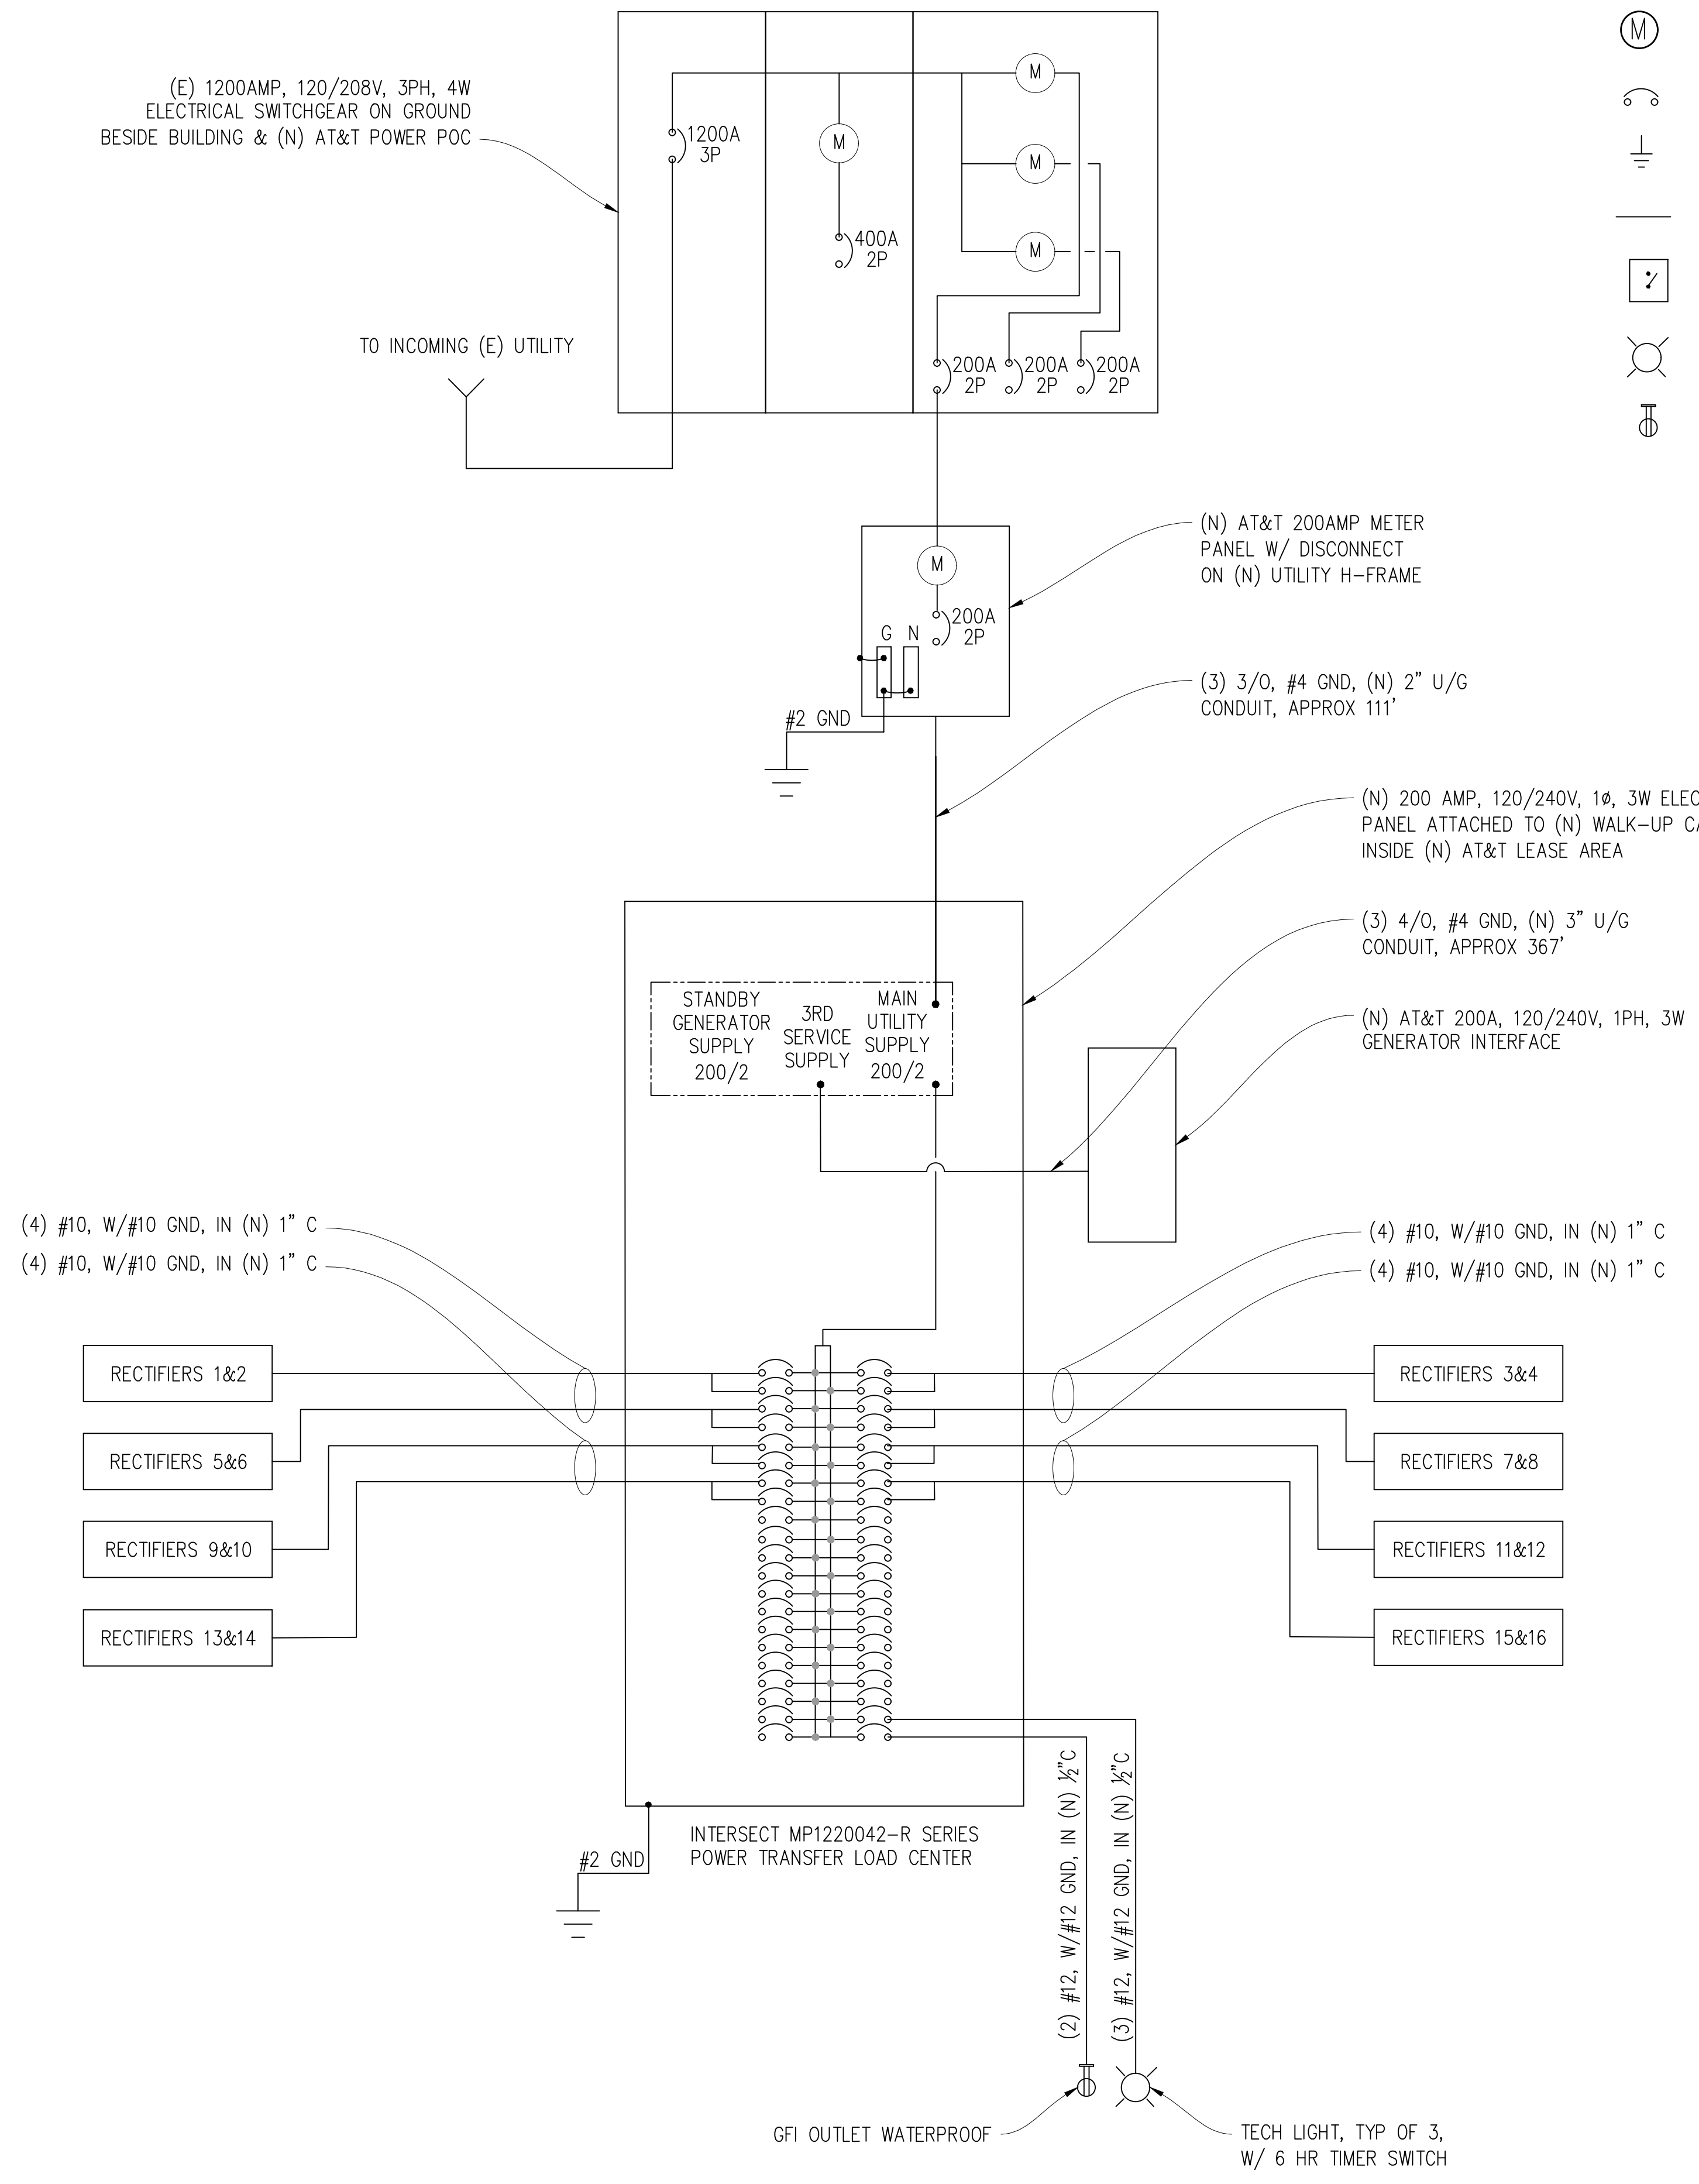 M
(E) 1200AMP, 120/208V, 3PH, 4W
ELECTRICAL SWITCHGEAR ON GROUND
BESIDE BUILDING & (N) AT&T POWER POC
1200A
3P
M
400A
2P
M
M
M
200A
2P
200A
2P
200A
2P
TO INCOMING (E) UTILITY
(N) AT&T 200AMP METER
PANEL W/ DISCONNECT
ON (N) UTILITY H-FRAME
M
200A
2P
G N
#2 GND
(3) 3/0, #4 GND, (N) 2" U/G
CONDUIT, APPROX 111'
(N) 200 AMP, 120/240V, 1ø, 3W
PANEL ATTACHED TO (N) WALK-UP
INSIDE (N) AT&T LEASE AREA
(3) 4/0, #4 GND, (N) 3" U/G
CONDUIT, APPROX 367'
(N) AT&T 200A, 120/240V, 1PH, 3W
GENERATOR INTERFACE
STANDBY
GENERATOR
SUPPLY
200/2
3RD
SERVICE
SUPPLY
MAIN
UTILITY
SUPPLY
200/2
(4) #10, W/#10 GND, IN (N) 1" C
(4) #10, W/#10 GND, IN (N) 1" C
(4) #10, W/#10 GND, IN (N) 1" C
(4) #10, W/#10 GND, IN (N) 1" C
RECTIFIERS 1&2
RECTIFIERS 5&6
RECTIFIERS 9&10
RECTIFIERS 13&14
RECTIFIERS 3&4
RECTIFIERS 7&8
RECTIFIERS 11&12
RECTIFIERS 15&16
INTERSECT MP1220042-R SERIES
POWER TRANSFER LOAD CENTER
#2 GND
(2) #12, W/#12 GND, IN (N) ½"C
(3) #12, W/#12 GND, IN (N) ½"C
GFI OUTLET WATERPROOF
TECH LIGHT, TYP OF 3,
W/ 6 HR TIMER SWITCH